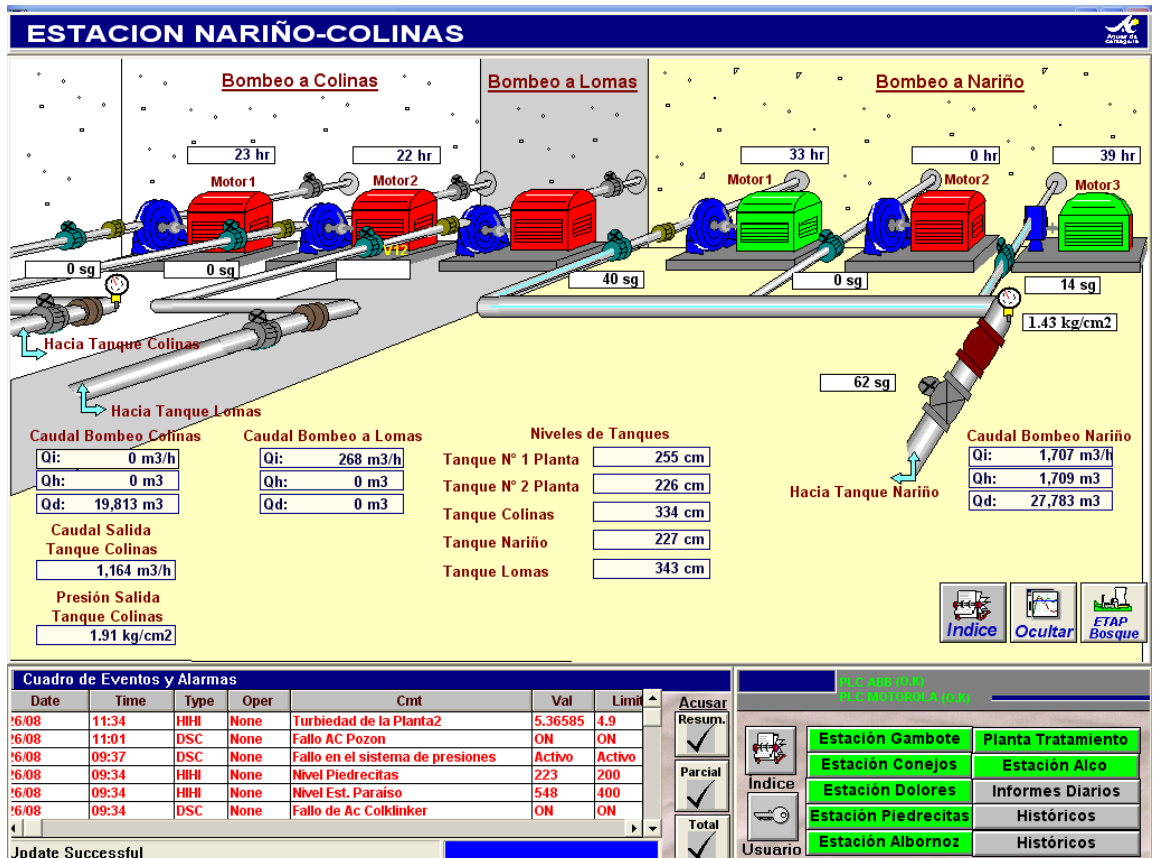 ESTACION NARIÑO-COLINAS
Bombeo a Colinas
Bombeo a Lomas
Bombeo a Nariño
23 hr
22 hr
33 hr
0 hr
39 hr
Motor1
Motor2
Motor1
Motor2
Motor3
V12
0 sg
0 sg
40 sg
0 sg
14 sg
1.43 kg/cm2
Hacia Tanque Colinas
62 sg
Hacia Tanque Lomas
Hacia Tanque Nariño
Caudal Bombeo Colinas
Qi: 0 m3/h
Qh: 0 m3
Qd: 19,813 m3
Caudal Salida
Tanque Colinas
1,164 m3/h
Presión Salida
Tanque Colinas
1.91 kg/cm2
Caudal Bombeo a Lomas
Qi: 268 m3/h
Qh: 0 m3
Qd: 0 m3
Niveles de Tanques
Tanque Nº 1 Planta 255 cm
Tanque Nº 2 Planta 226 cm
Tanque Colinas 334 cm
Tanque Nariño 227 cm
Tanque Lomas 343 cm
Caudal Bombeo Nariño
Qi: 1,707 m3/h
Qh: 1,709 m3
Qd: 27,783 m3
Indice
Ocultar
ETAP
Bosque
Cuadro de Eventos y Alarmas
Date Time Type Oper Cmt Val Limit
26/08 11:34 HIHI None Turbiedad de la Planta2 5.36585 4.9
26/08 11:01 DSC None Fallo AC Pozon ON ON
26/08 09:37 DSC None Fallo en el sistema de presiones Activo Activo
26/08 09:34 HIHI None Nivel Piedrecitas 223 200
26/08 09:34 HIHI None Nivel Est. Paraíso 548 400
26/08 09:34 DSC None Fallo de Ac Colklinker ON ON
Update Successful
Acusar
Resum.
Parcial
Total
PLC ABB (O.K)
PLC MOTOROLA (O.K)
Índice
Usuario
Estación Gambote
Planta Tratamiento
Estación Conejos
Estación Alco
Estación Dolores
Informes Diarios
Estación Piedrecitas
Históricos
Estación Albornoz
Históricos